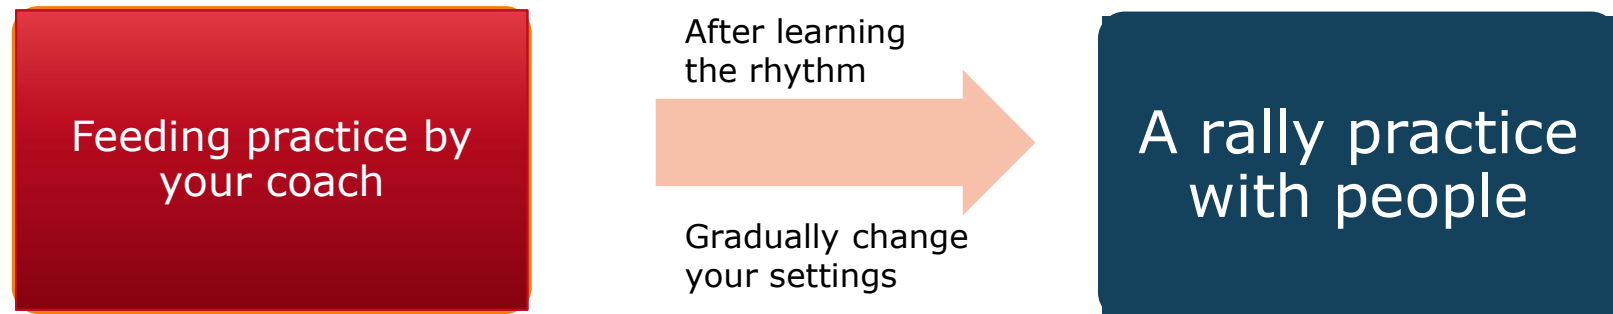 Feeding practice by
your coach
After learning
the rhythm
Gradually change
your settings
A rally practice
with people